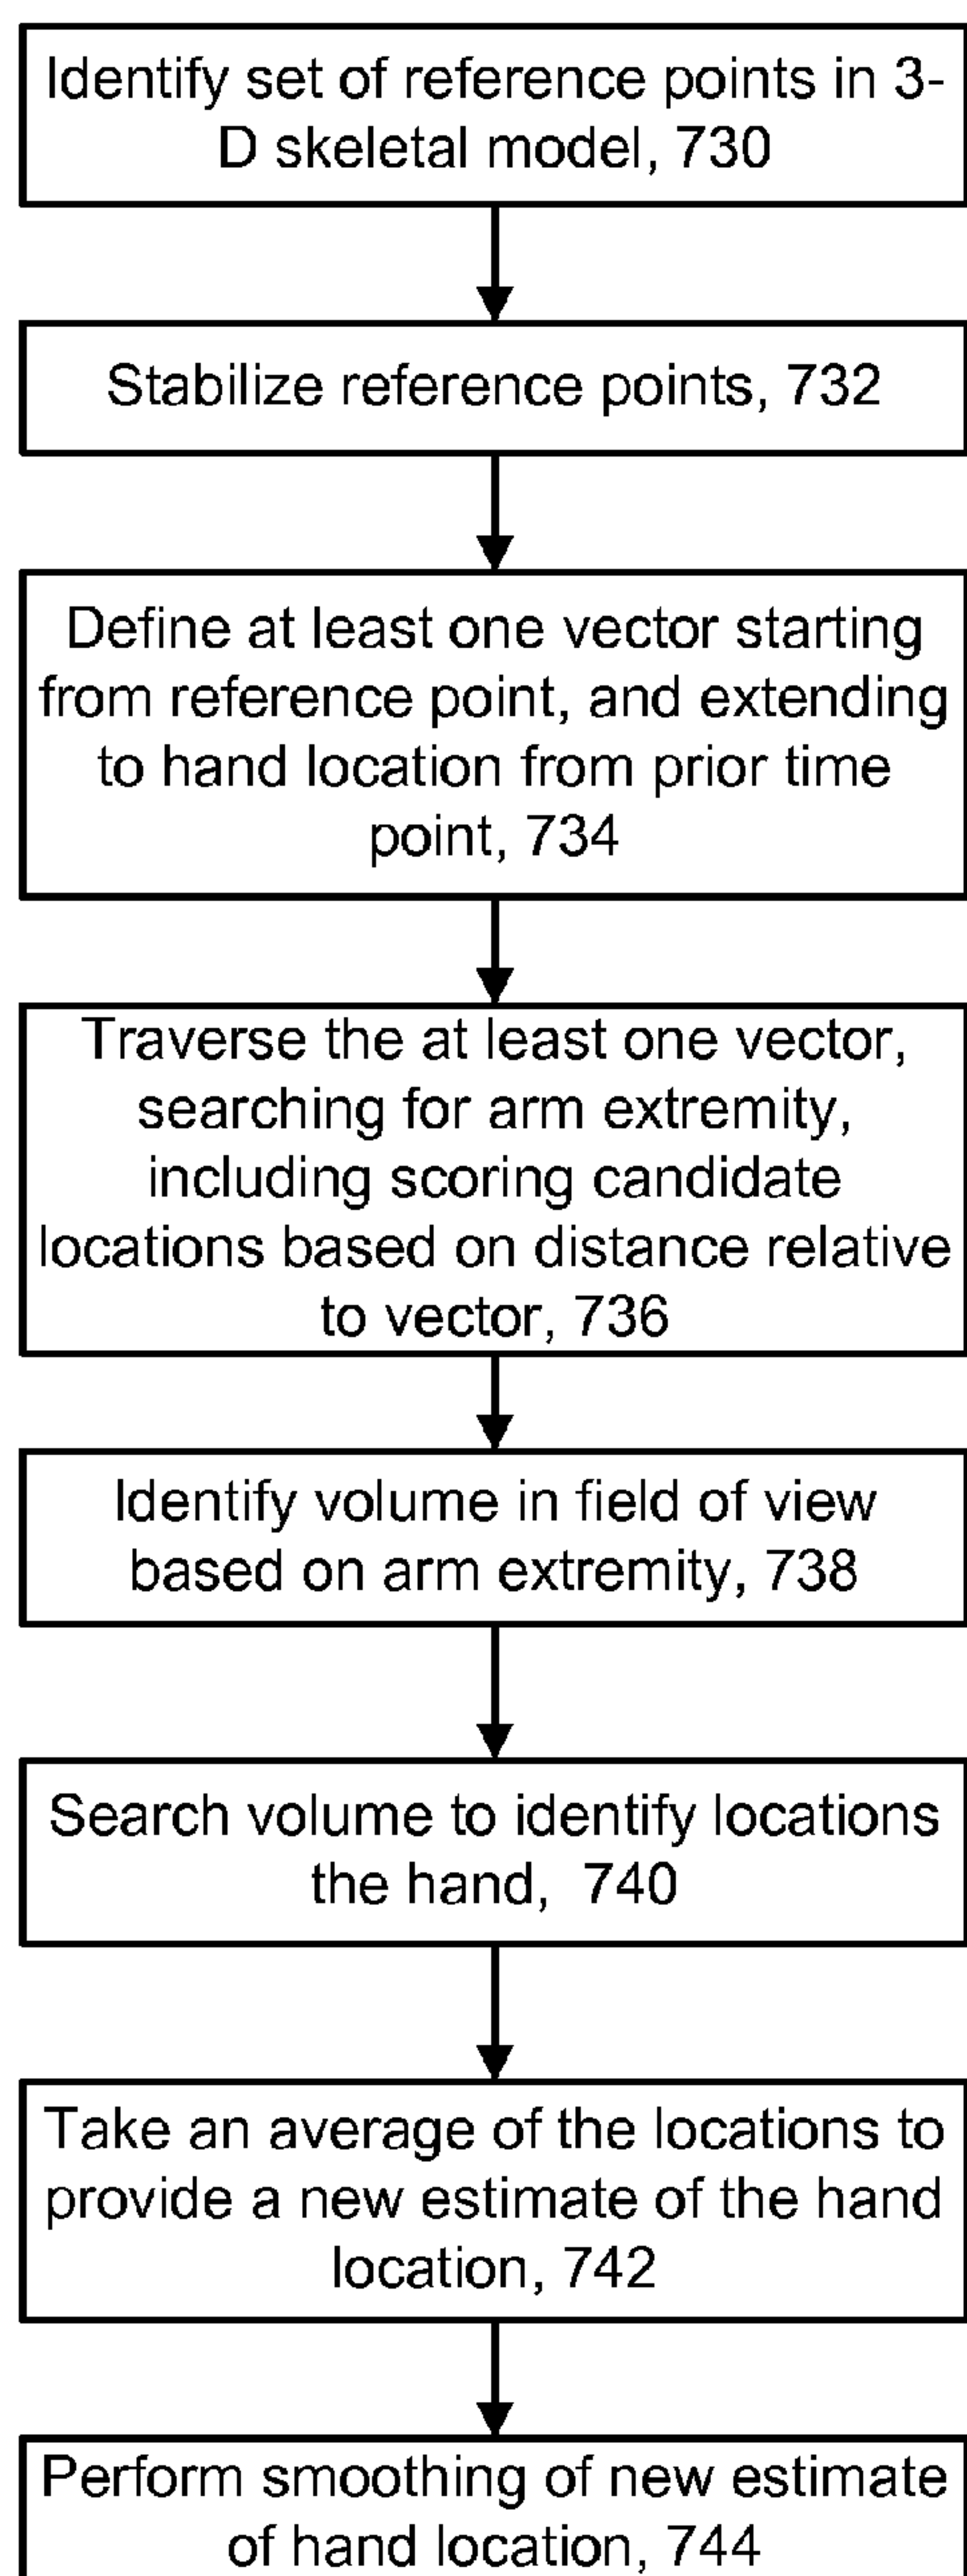 Identify set of reference points in 3-
D skeletal model, 730
Stabilize reference points, 732
Define at least one vector starting
from reference point, and extending
to hand location from prior time
point, 734
Traverse the at least one vector,
searching for arm extremity,
including scoring candidate
locations based on distance relative
to vector, 736
Identify volume in field of view
based on arm extremity, 738
Search volume to identify locations
the hand, 740
Take an average of the locations to
provide a new estimate of the hand
location, 742
Perform smoothing of new estimate
of hand location, 744